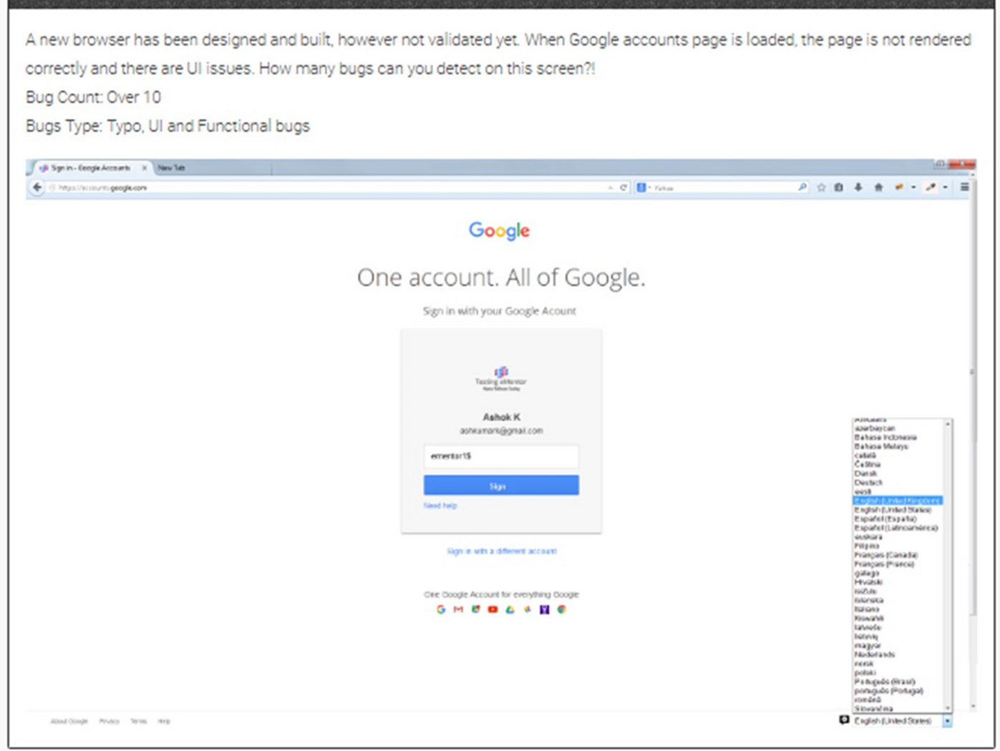 A new browser has been designed and built, however not validated yet. When Google accounts page is loaded, the page is not rendered
correctly and there are UI issues. How many bugs can you detect on this screen?!
Bug Count: Over 10
Bugs Type: Typo, UI and Functional bugs
Sign in - Google Accounts x New Tab
https://accounts.google.com Yahoo
Google
One account. All of Google.
Sign in with your Google Acount
Testing eMentor
Ashok K
ashkumark@gmail.com
ementor1$
Sign
Need help
Sign in with a different account
One Google Account for everything Google
azərbaycan
Bahasa Indonesia
Bahasa Melayu
català
Čeština
Dansk
Deutsch
eesti
English (United Kingdom)
English (United States)
Español (España)
Español (Latinoamérica)
euskara
Filipino
Français (Canada)
Français (France)
galego
Hrvatski
isiZulu
íslenska
Italiano
Kiswahili
latviešu
lietuvių
magyar
Nederlands
norsk
polski
Português (Brasil)
português (Portugal)
română
Slovenčina
About Google Privacy Terms Help
English (United States)